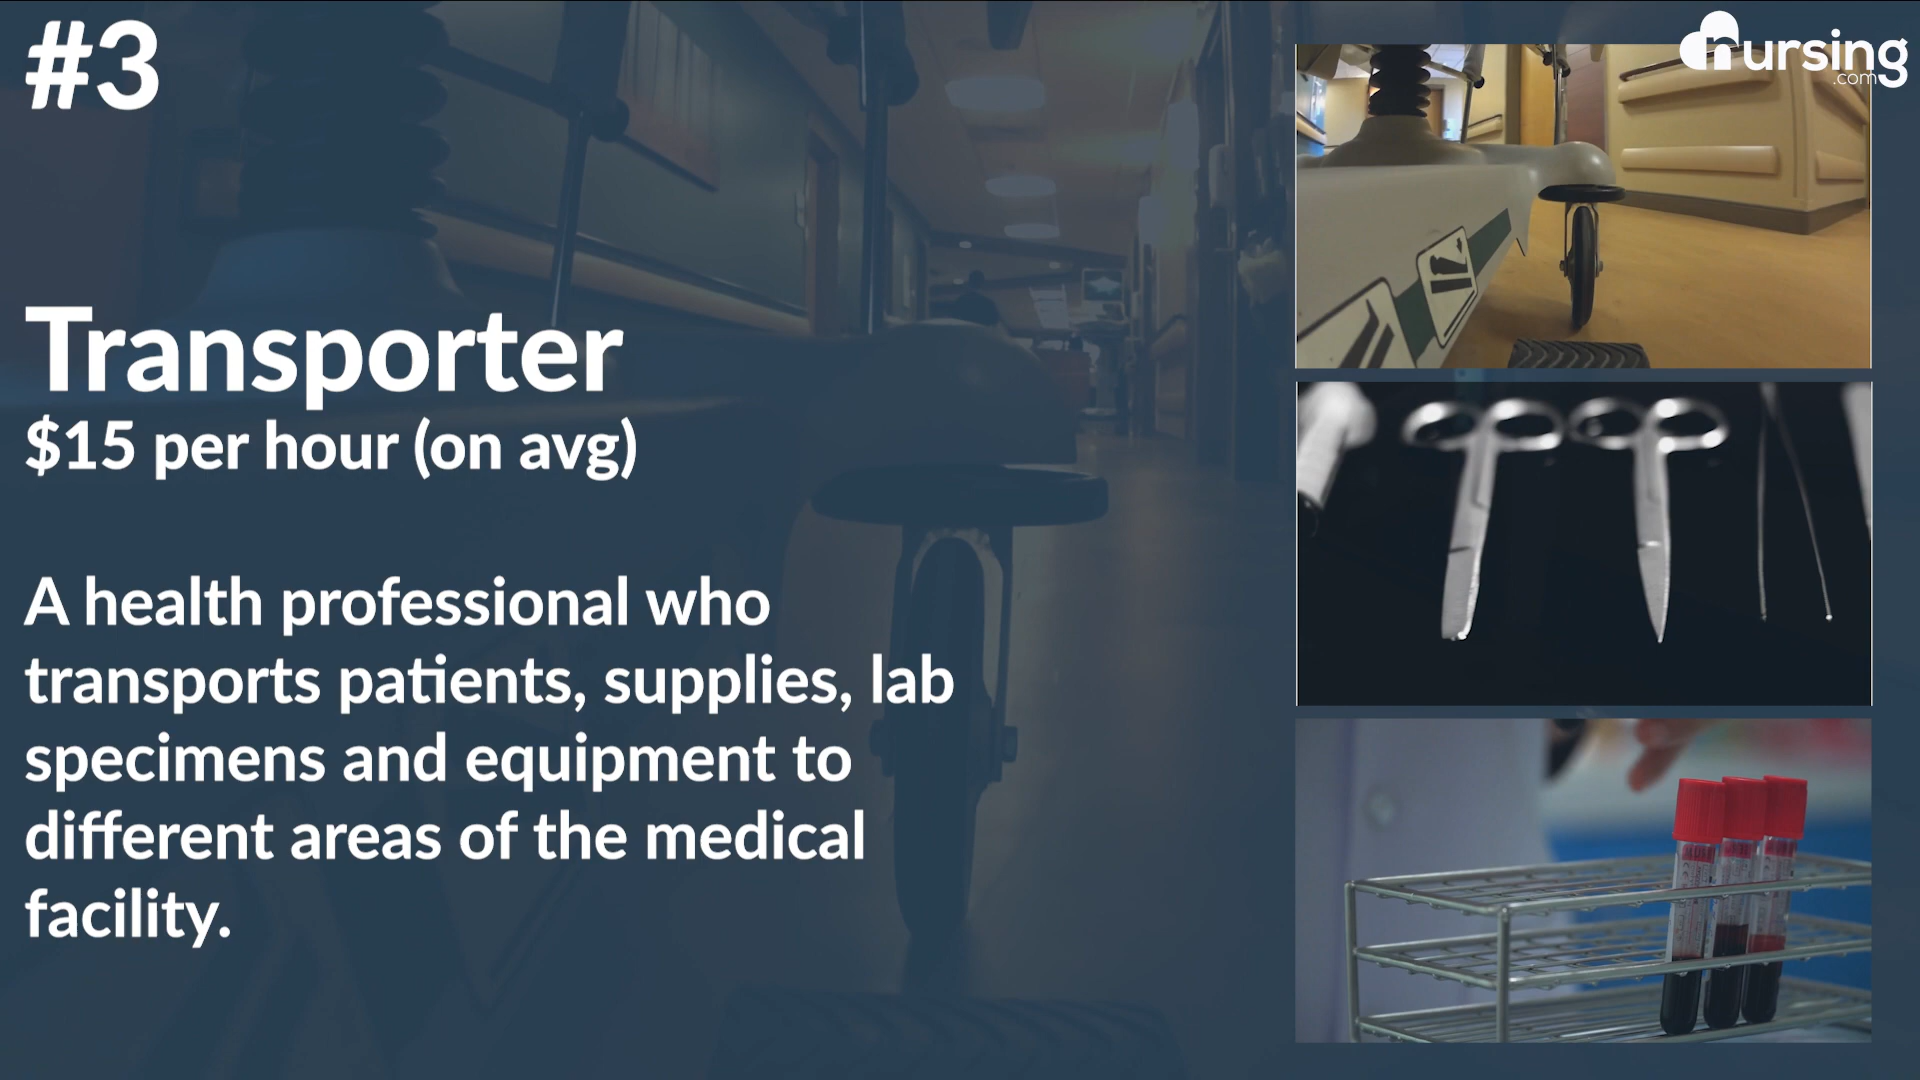 #3
nursing
.com
Transporter
$15 per hour (on avg)
A health professional who
transports patients, supplies, lab
specimens and equipment to
different areas of the medical
facility.